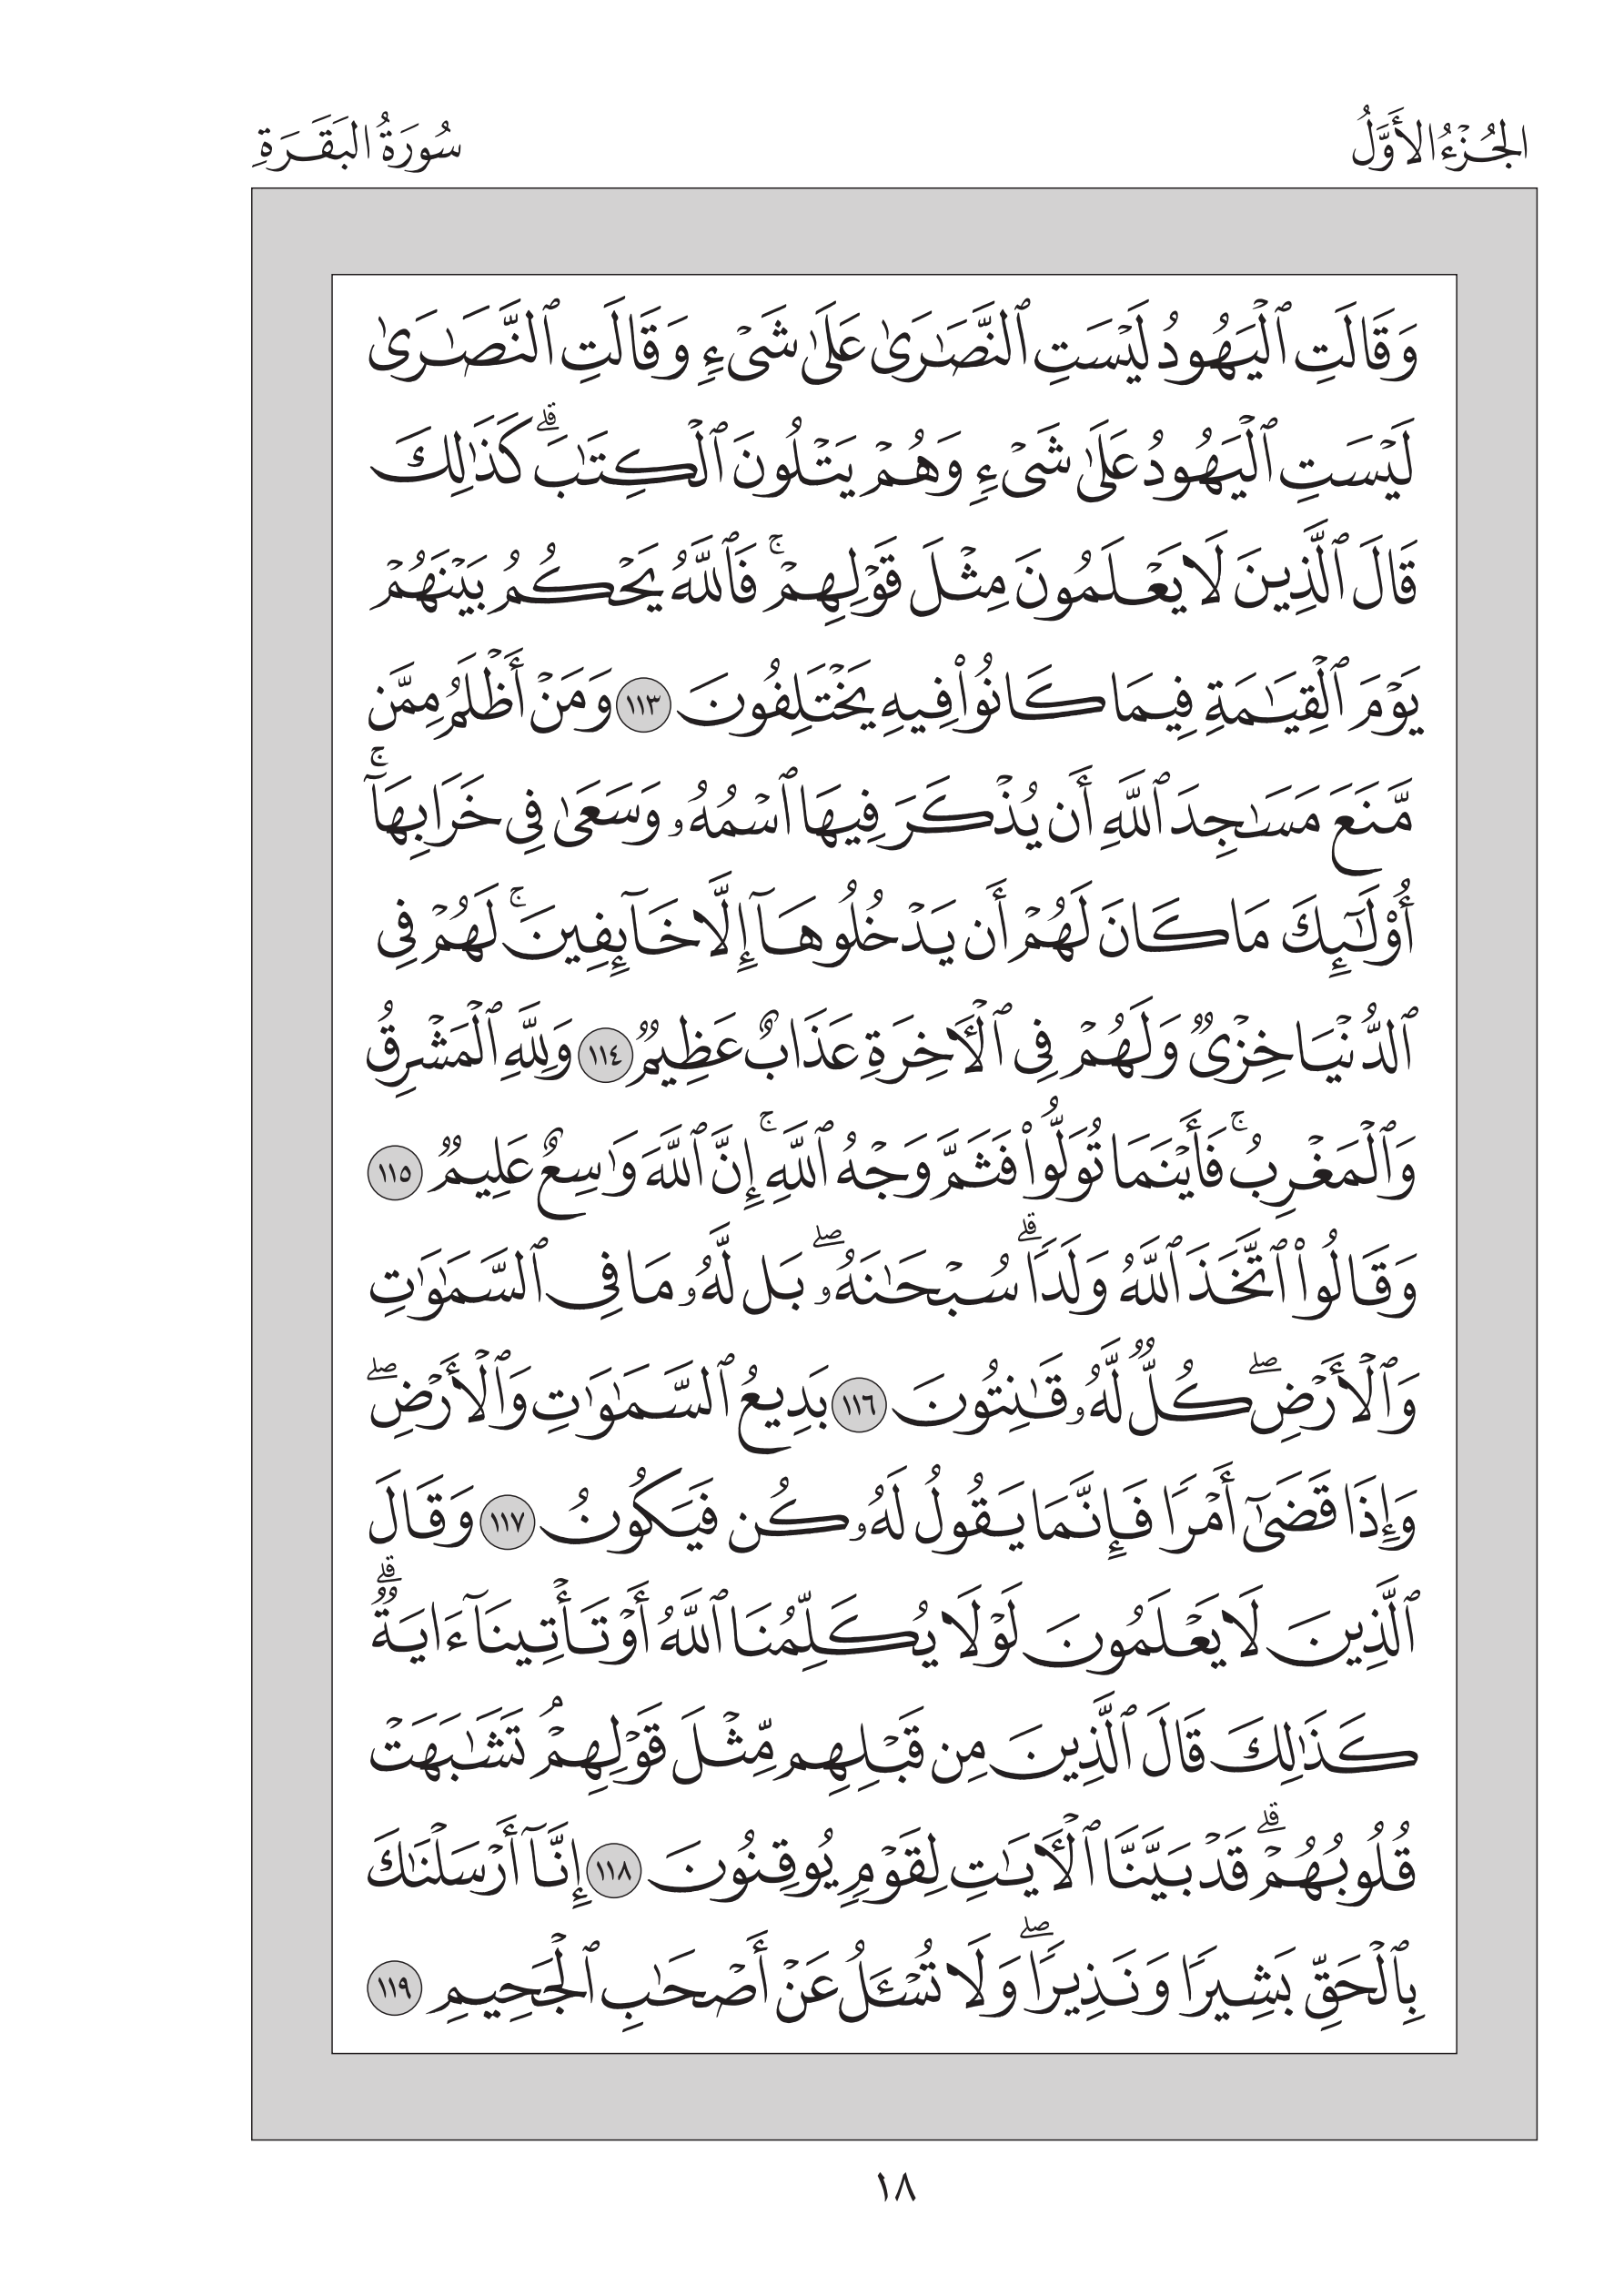 الجُزْءُ الأَوَّلُ
سُورَةُ البَقَرَةِ
وَقَالَتِ ٱلْيَهُودُ لَيْسَتِ ٱلنَّصَـٰرَىٰ عَلَىٰ شَىْءٍ وَقَالَتِ ٱلنَّصَـٰرَىٰ
لَيْسَتِ ٱلْيَهُودُ عَلَىٰ شَىْءٍ وَهُمْ يَتْلُونَ ٱلْكِتَـٰبَ ۗ كَذَٰلِكَ
قَالَ ٱلَّذِينَ لَا يَعْلَمُونَ مِثْلَ قَوْلِهِمْ ۚ فَٱللَّهُ يَحْكُمُ بَيْنَهُمْ
يَوْمَ ٱلْقِيَـٰمَةِ فِيمَا كَانُوا۟ فِيهِ يَخْتَلِفُونَ ١١٣ وَمَنْ أَظْلَمُ مِمَّن
مَّنَعَ مَسَـٰجِدَ ٱللَّهِ أَن يُذْكَرَ فِيهَا ٱسْمُهُۥ وَسَعَىٰ فِى خَرَابِهَآ ۚ
أُو۟لَـٰٓئِكَ مَا كَانَ لَهُمْ أَن يَدْخُلُوهَآ إِلَّا خَآئِفِينَ ۚ لَهُمْ فِى
ٱلدُّنْيَا خِزْىٌ وَلَهُمْ فِى ٱلْـَٔاخِرَةِ عَذَابٌ عَظِيمٌ ١١٤ وَلِلَّهِ ٱلْمَشْرِقُ
وَٱلْمَغْرِبُ ۚ فَأَيْنَمَا تُوَلُّوا۟ فَثَمَّ وَجْهُ ٱللَّهِ ۚ إِنَّ ٱللَّهَ وَٰسِعٌ عَلِيمٌ ١١٥
وَقَالُوا۟ ٱتَّخَذَ ٱللَّهُ وَلَدًا ۗ سُبْحَـٰنَهُۥ ۖ بَل لَّهُۥ مَا فِى ٱلسَّمَـٰوَٰتِ
وَٱلْأَرْضِ ۖ كُلٌّ لَّهُۥ قَـٰنِتُونَ ١١٦ بَدِيعُ ٱلسَّمَـٰوَٰتِ وَٱلْأَرْضِ ۖ
وَإِذَا قَضَىٰٓ أَمْرًا فَإِنَّمَا يَقُولُ لَهُۥ كُن فَيَكُونُ ١١٧ وَقَالَ
ٱلَّذِينَ لَا يَعْلَمُونَ لَوْلَا يُكَلِّمُنَا ٱللَّهُ أَوْ تَأْتِينَآ ءَايَةٌ ۗ
كَذَٰلِكَ قَالَ ٱلَّذِينَ مِن قَبْلِهِم مِّثْلَ قَوْلِهِمْ ۘ تَشَـٰبَهَتْ
قُلُوبُهُمْ ۗ قَدْ بَيَّنَّا ٱلْـَٔايَـٰتِ لِقَوْمٍ يُوقِنُونَ ١١٨ إِنَّآ أَرْسَلْنَـٰكَ
بِٱلْحَقِّ بَشِيرًا وَنَذِيرًا ۖ وَلَا تُسْـَٔلُ عَنْ أَصْحَـٰبِ ٱلْجَحِيمِ ١١٩
١٨